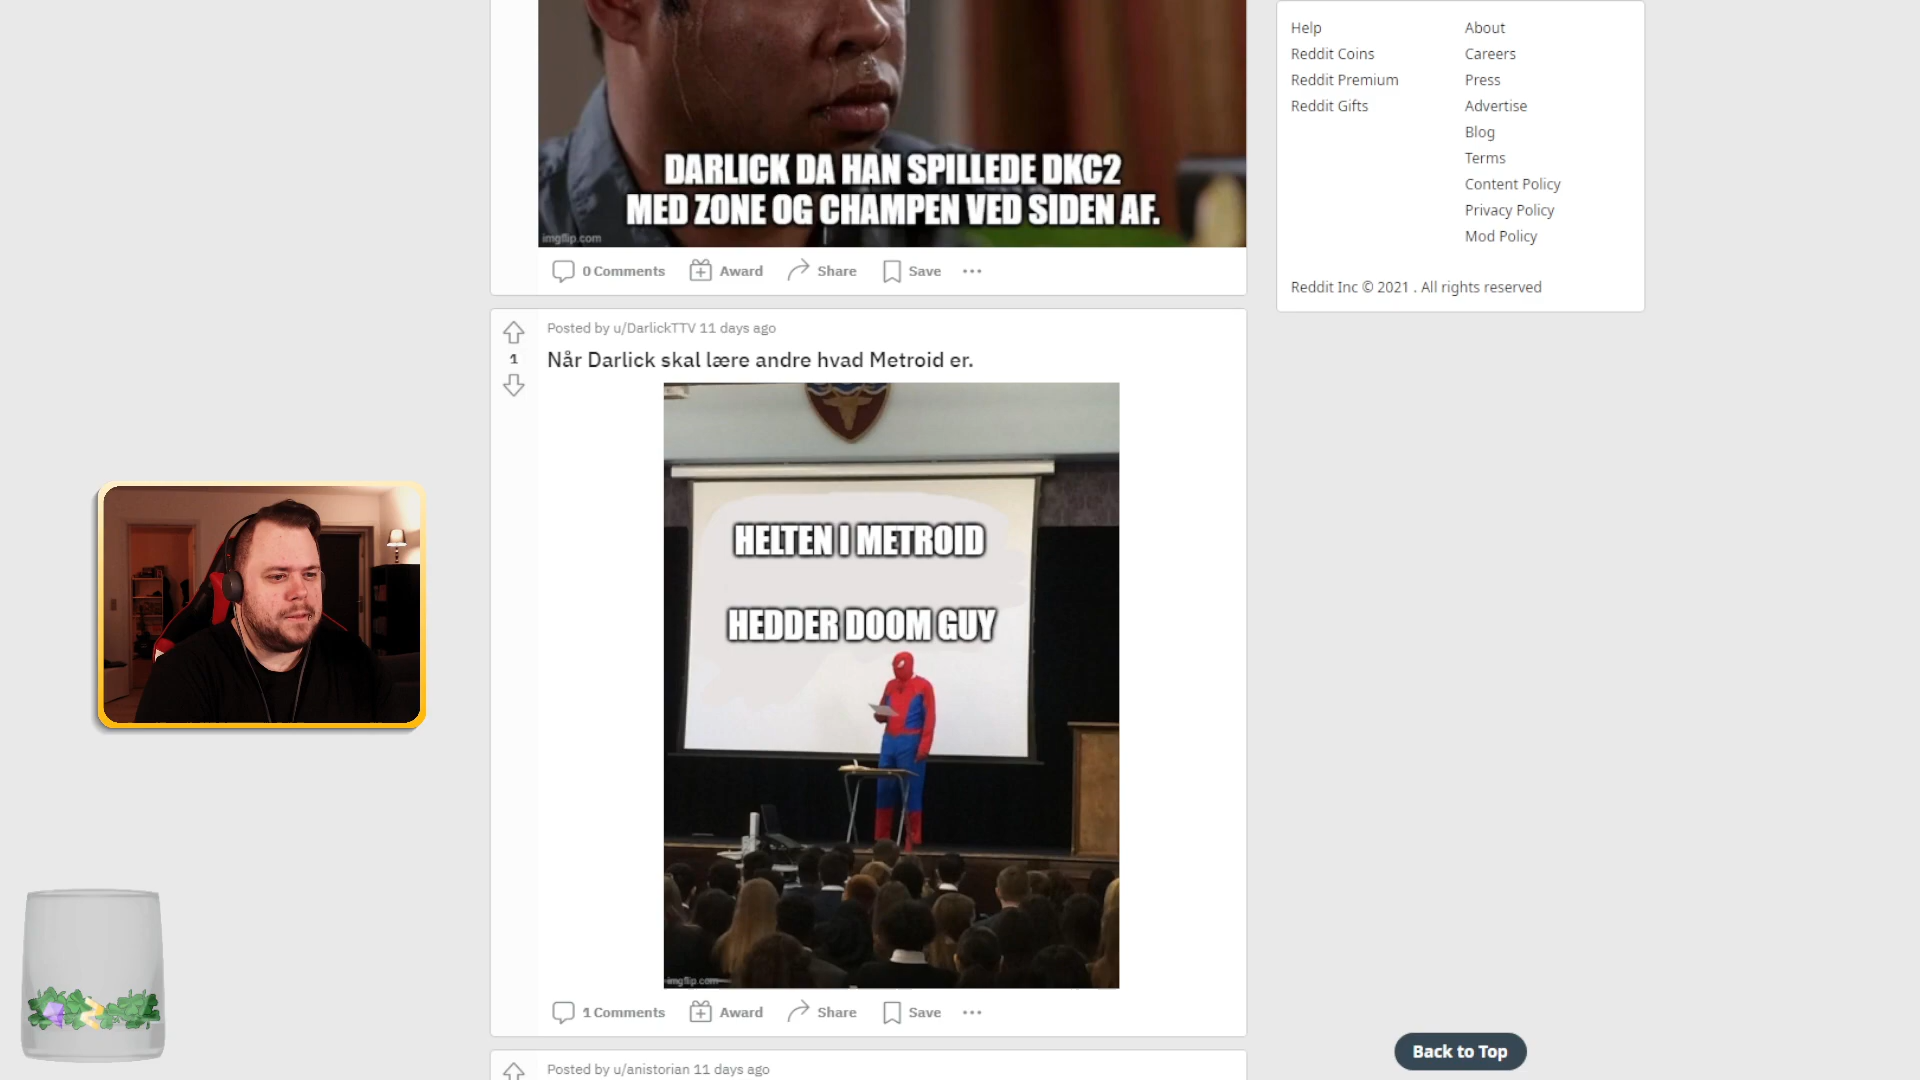 DARLICK DA HAN SPILLEDE DKC2
MED ZONE OG CHAMPEN VED SIDEN AF.
imgflip.com
0 Comments
Award
Share
Save
Posted by u/DarlickTTV 11 days ago
1
Når Darlick skal lære andre hvad Metroid er.
HELTEN I METROID
HEDDER DOOM GUY
imgflip.com
1 Comments
Award
Share
Save
Posted by u/anistorian 11 days ago
Help
Reddit Coins
Reddit Premium
Reddit Gifts
About
Careers
Press
Advertise
Blog
Terms
Content Policy
Privacy Policy
Mod Policy
Reddit Inc © 2021 . All rights reserved
Back to Top